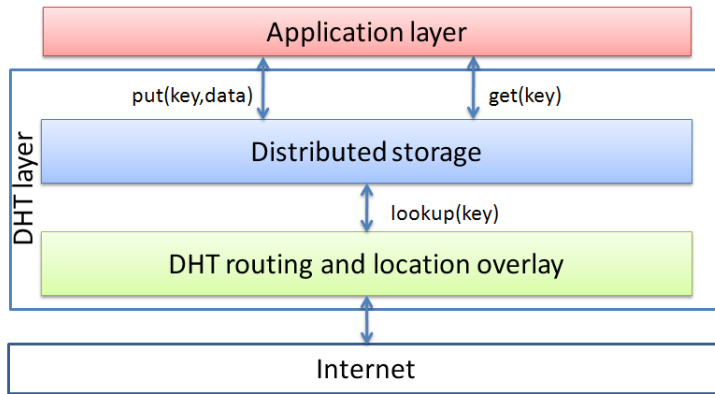 Application layer
put(key,data)
get(key)
DHT layer
Distributed storage
lookup(key)
DHT routing and location overlay
Internet